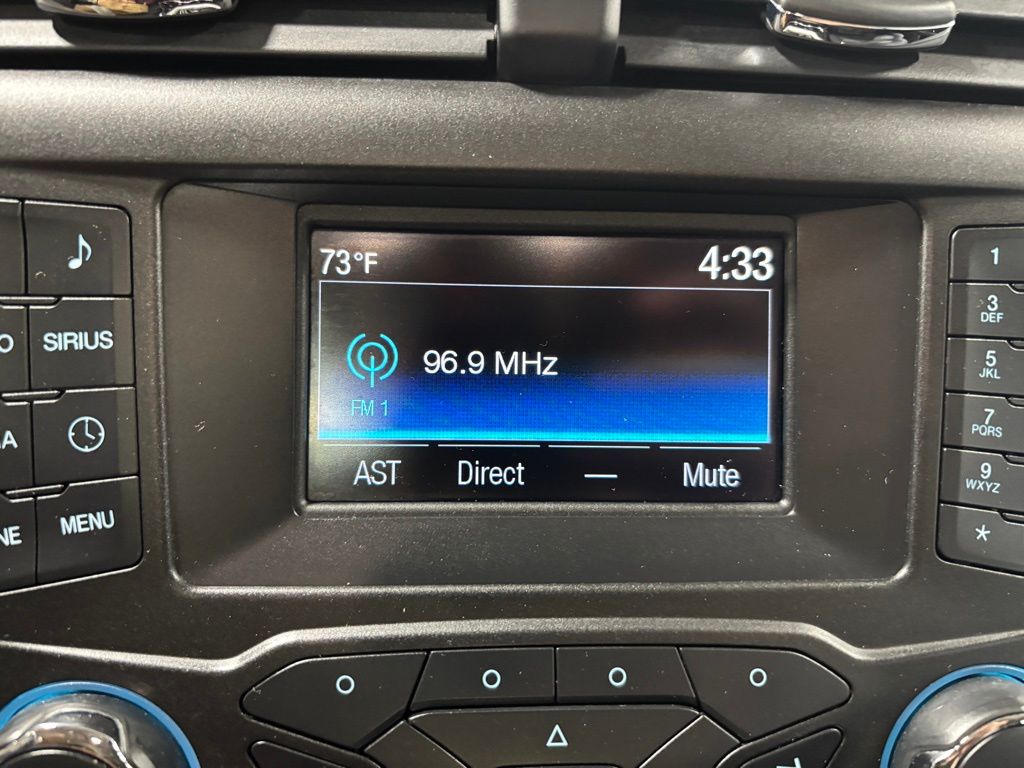 73°F 4:33
96.9 MHz
FM 1
AST Direct — Mute
SIRIUS
MENU
1
3
DEF
5
JKL
7
PQRS
9
WXYZ
*